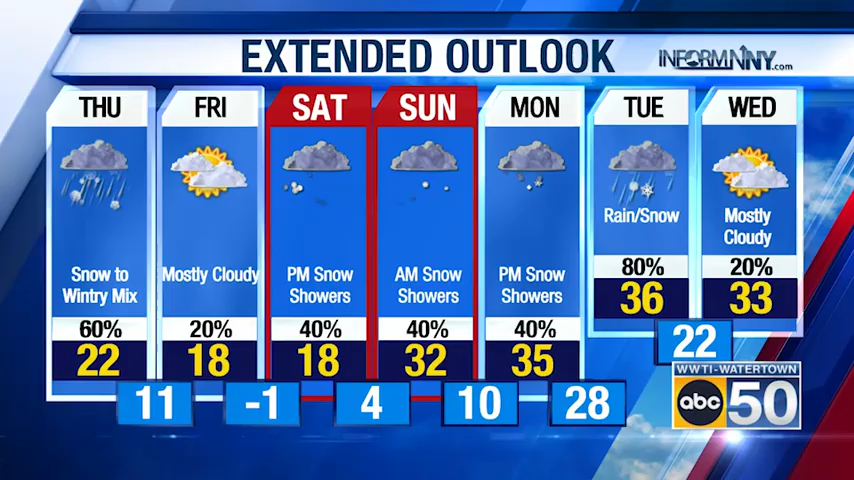 EXTENDED OUTLOOK
INFORMNNY.com
THU
FRI
SAT
SUN
MON
TUE
WED
Snow to
Wintry Mix
60%
22
Mostly Cloudy
20%
18
PM Snow
Showers
40%
18
AM Snow
Showers
40%
32
PM Snow
Showers
40%
35
Rain/Snow
80%
36
Mostly
Cloudy
20%
33
11
-1
4
10
28
22
WWTI-WATERTOWN
abc 50